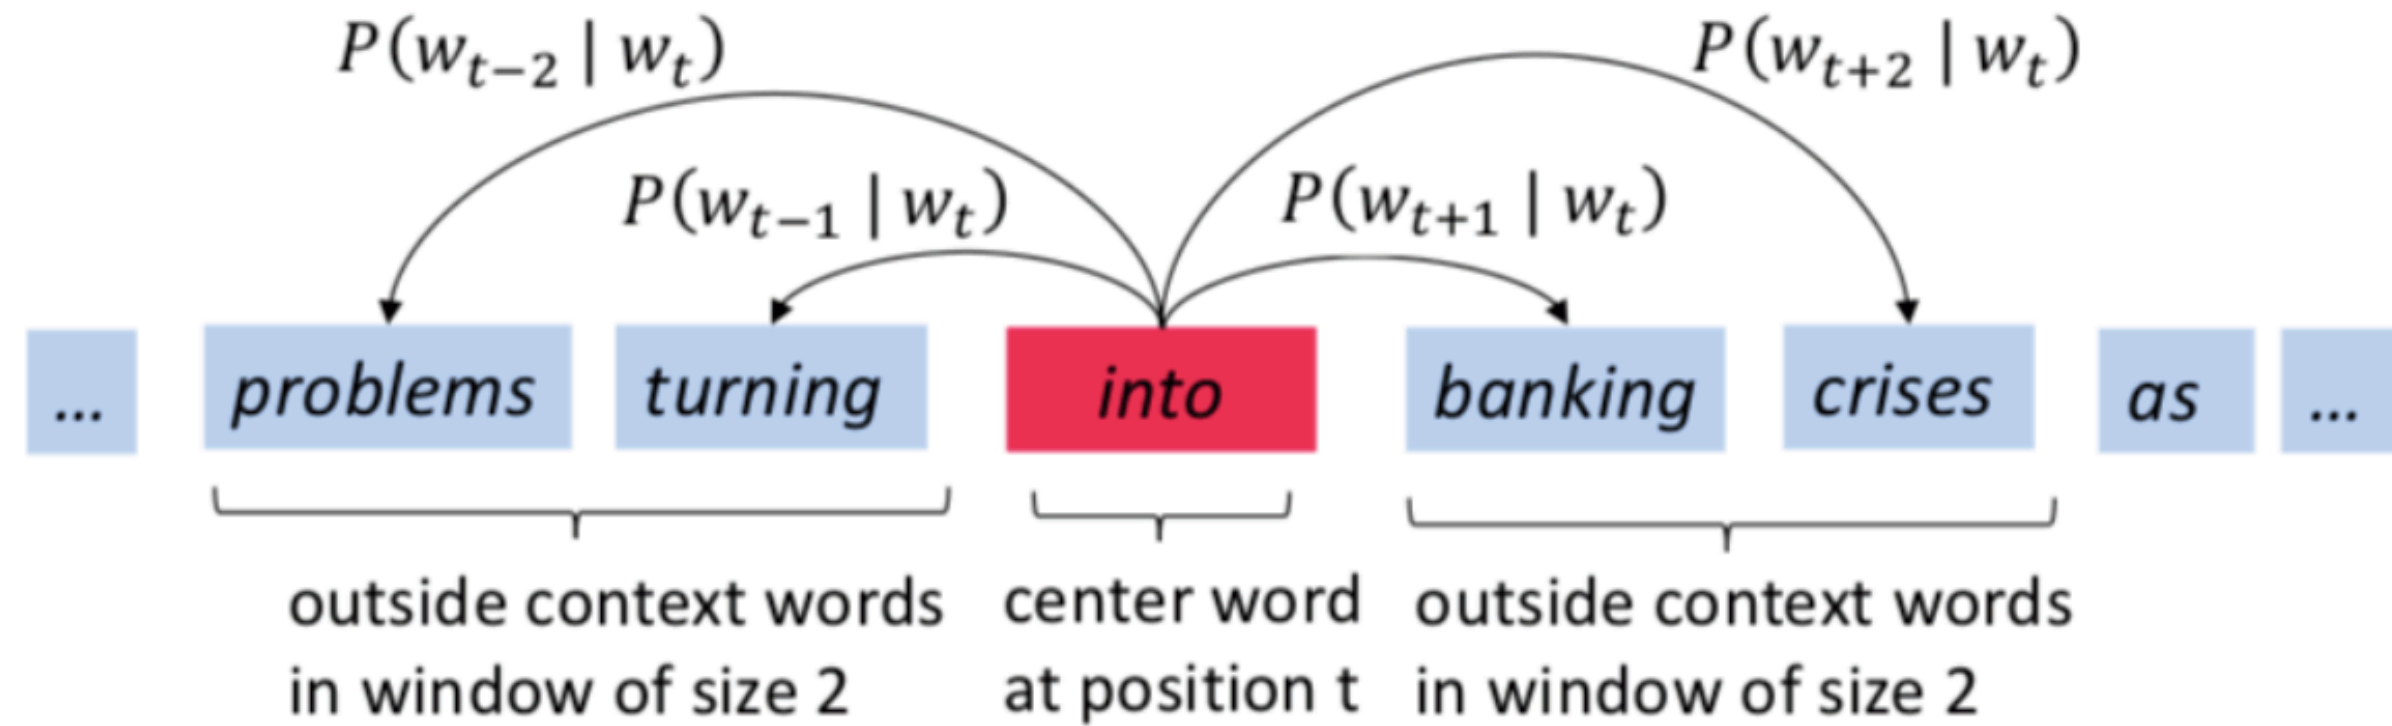 P(w_{t−2} | w_t)
P(w_{t+2} | w_t)
P(w_{t−1} | w_t)
P(w_{t+1} | w_t)
... problems turning into banking crises as ...
outside context words
in window of size 2
center word
at position t
outside context words
in window of size 2